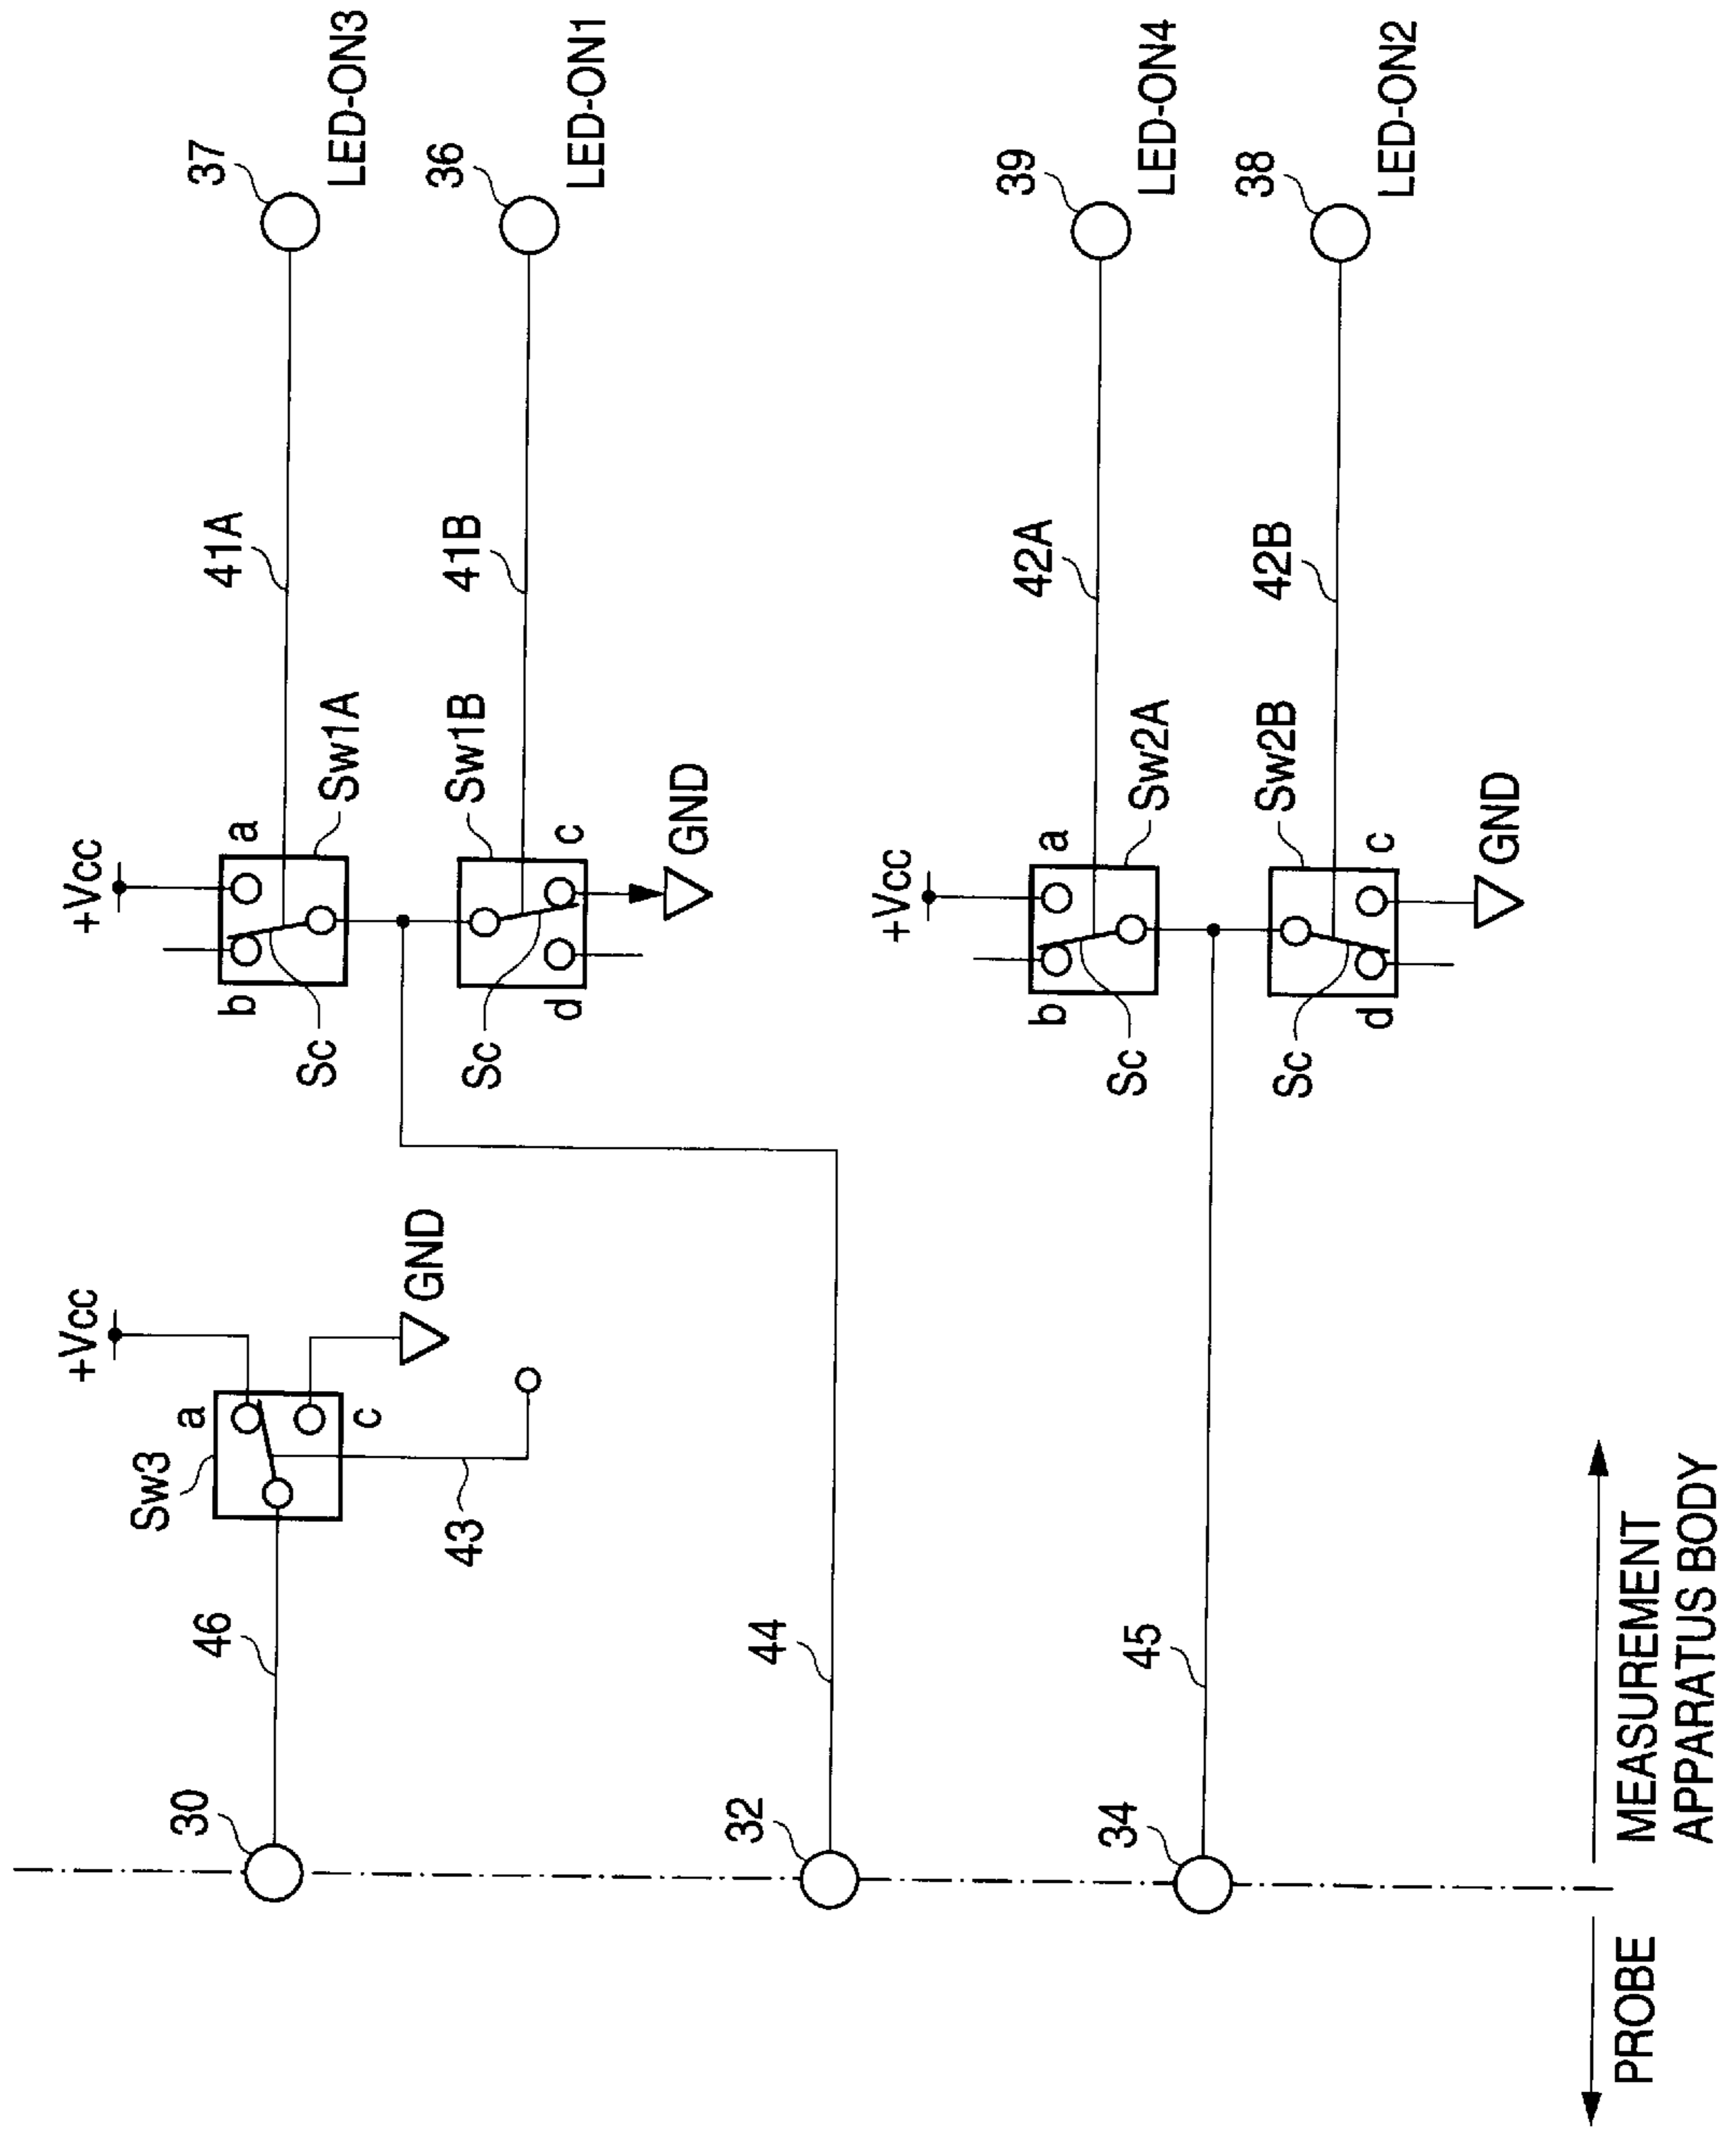 +Vcc
a
b
Sc
Sw1A
41A
37
LED-ON3
Sw1B
Sc
c
d
GND
41B
36
LED-ON1
+Vcc
a
Sw3
c
GND
43
46
30
44
32
+Vcc
a
b
Sc
Sw2A
42A
39
LED-ON4
Sw2B
Sc
c
d
GND
42B
38
LED-ON2
45
34
PROBE
MEASUREMENT
APPARATUS BODY